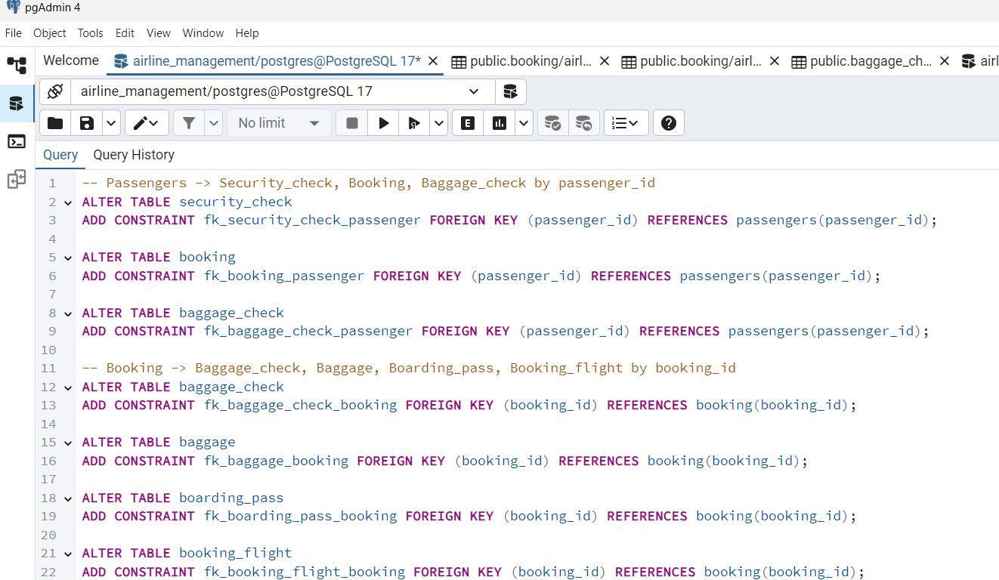 pgAdmin 4
File Object Tools Edit View Window Help
Welcome airline_management/postgres@PostgreSQL 17* public.booking/airl... public.booking/airl... public.baggage_ch... airl
airline_management/postgres@PostgreSQL 17
No limit E
Query Query History
1 -- Passengers -> Security_check, Booking, Baggage_check by passenger_id
2 ALTER TABLE security_check
3 ADD CONSTRAINT fk_security_check_passenger FOREIGN KEY (passenger_id) REFERENCES passengers(passenger_id);
4
5 ALTER TABLE booking
6 ADD CONSTRAINT fk_booking_passenger FOREIGN KEY (passenger_id) REFERENCES passengers(passenger_id);
7
8 ALTER TABLE baggage_check
9 ADD CONSTRAINT fk_baggage_check_passenger FOREIGN KEY (passenger_id) REFERENCES passengers(passenger_id);
10
11 -- Booking -> Baggage_check, Baggage, Boarding_pass, Booking_flight by booking_id
12 ALTER TABLE baggage_check
13 ADD CONSTRAINT fk_baggage_check_booking FOREIGN KEY (booking_id) REFERENCES booking(booking_id);
14
15 ALTER TABLE baggage
16 ADD CONSTRAINT fk_baggage_booking FOREIGN KEY (booking_id) REFERENCES booking(booking_id);
17
18 ALTER TABLE boarding_pass
19 ADD CONSTRAINT fk_boarding_pass_booking FOREIGN KEY (booking_id) REFERENCES booking(booking_id);
20
21 ALTER TABLE booking_flight
22 ADD CONSTRAINT fk_booking_flight_booking FOREIGN KEY (booking_id) REFERENCES booking(booking_id);